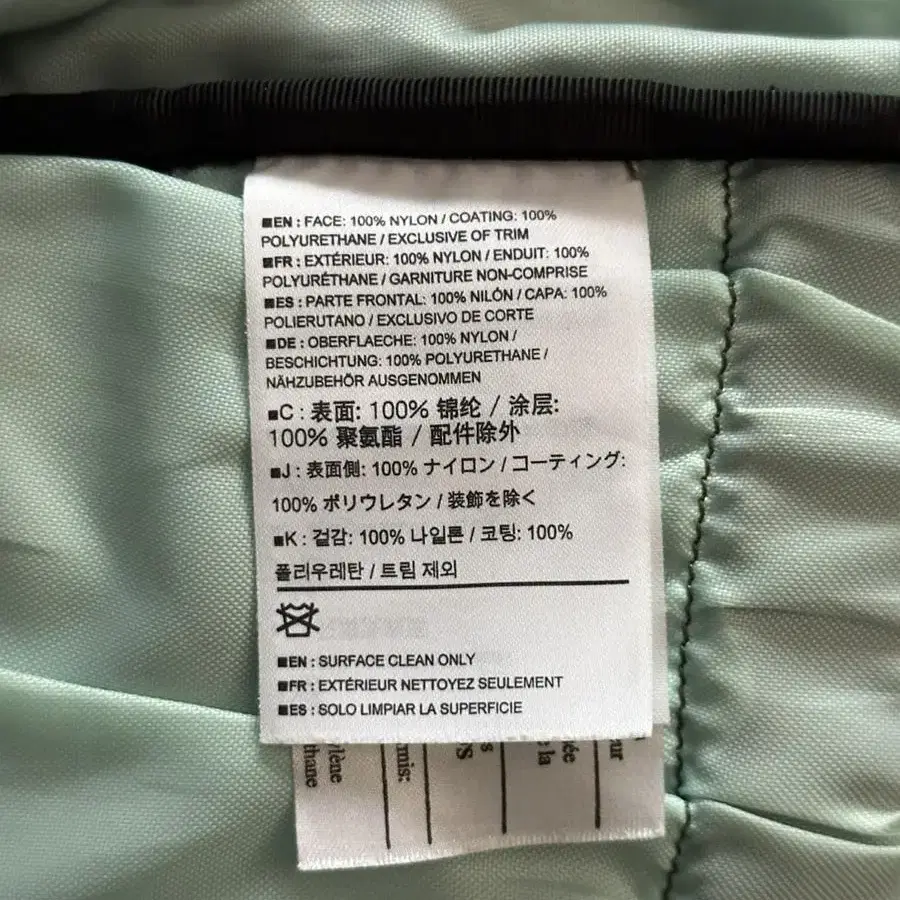 ■EN : FACE: 100% NYLON / COATING: 100%
POLYURETHANE / EXCLUSIVE OF TRIM
■FR : EXTÉRIEUR: 100% NYLON / ENDUIT: 100%
POLYURÉTHANE / GARNITURE NON-COMPRISE
■ES : PARTE FRONTAL: 100% NILÓN / CAPA: 100%
POLIERUTANO / EXCLUSIVO DE CORTE
■DE : OBERFLAECHE: 100% NYLON /
BESCHICHTUNG: 100% POLYURETHANE /
NÄHZUBEHÖR AUSGENOMMEN
■C : 表面: 100% 锦纶 / 涂层:
100% 聚氨酯 / 配件除外
■J : 表面側: 100% ナイロン / コーティング:
100% ポリウレタン / 装飾を除く
■K : 겉감: 100% 나일론 / 코팅: 100%
폴리우레탄 / 트림 제외
■EN : SURFACE CLEAN ONLY
■FR : EXTÉRIEUR NETTOYEZ SEULEMENT
■ES : SOLO LIMPIAR LA SUPERFICIE